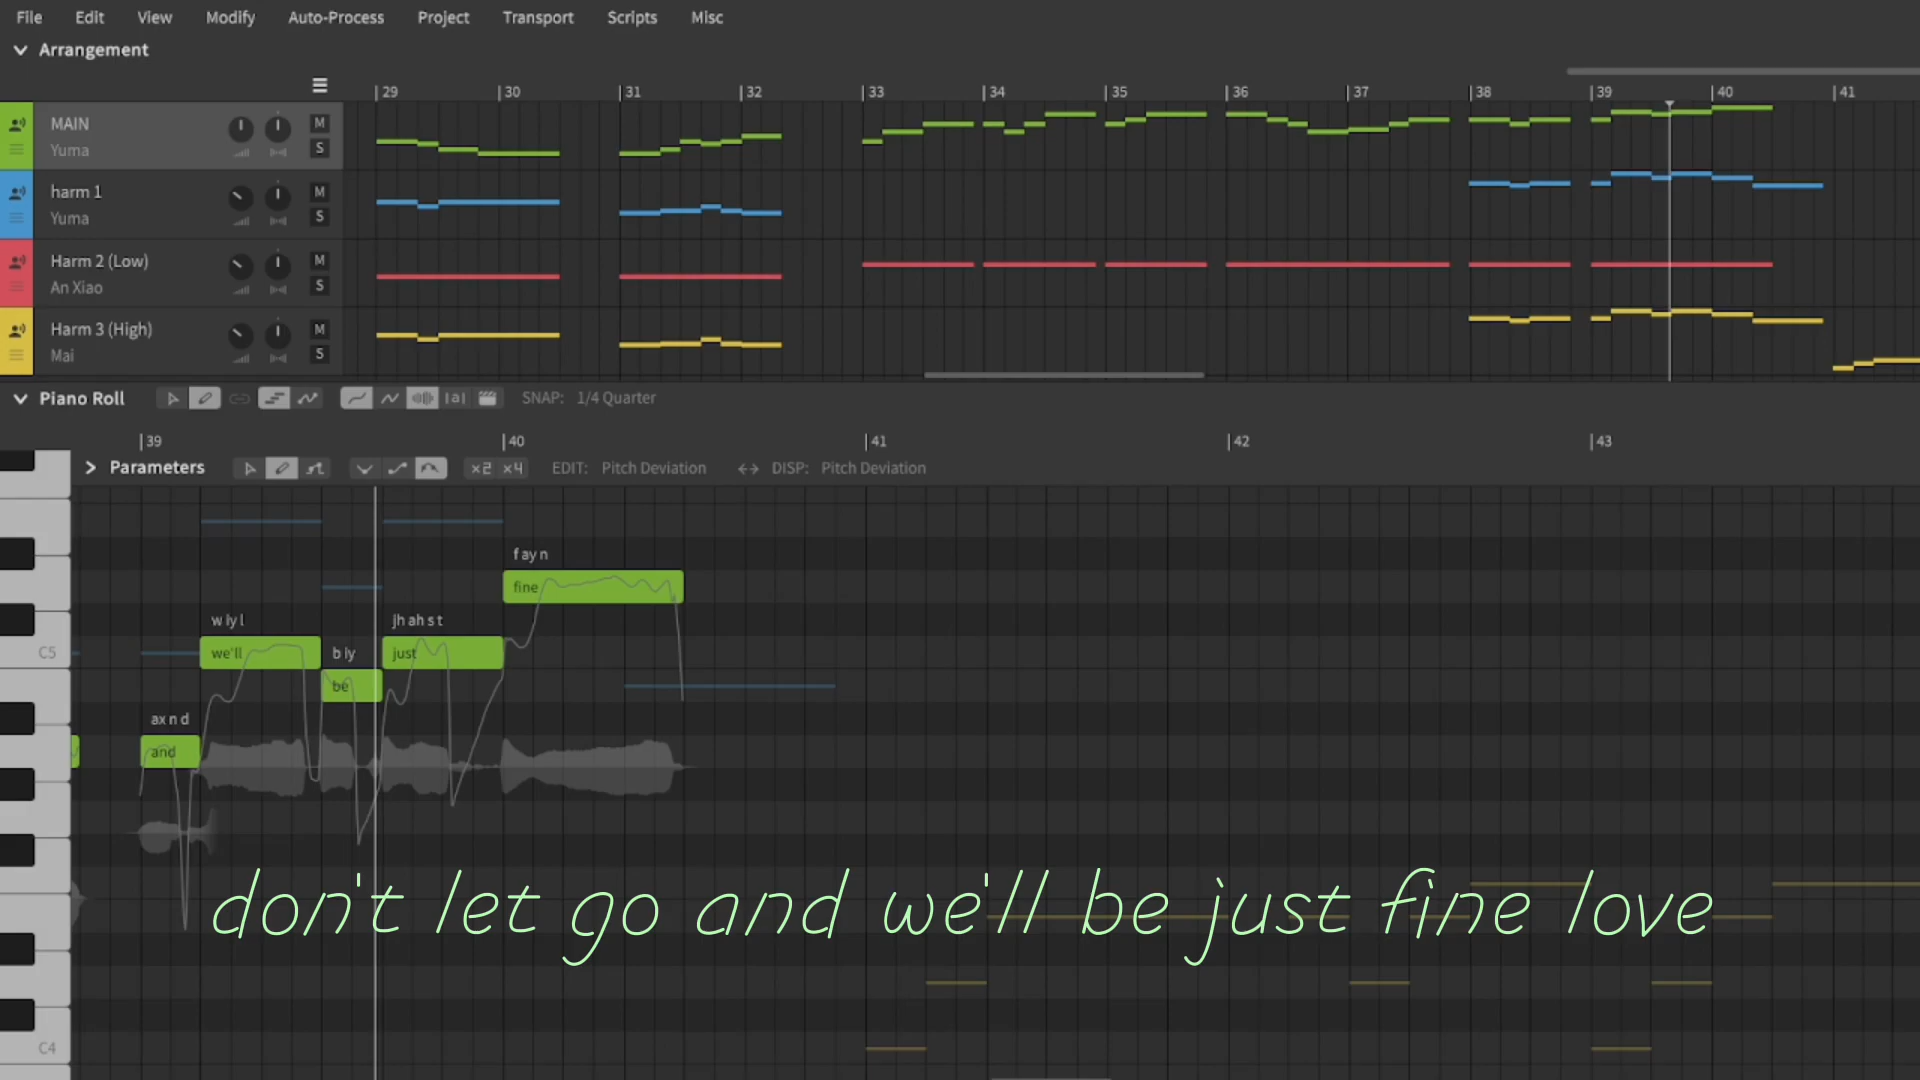 File Edit View Modify Auto-Process Project Transport Scripts Misc
Arrangement
29 30 31 32 33 34 35 36 37 38 39 40 41
MAIN M
Yuma S
harm 1 M
Yuma S
Harm 2 (Low) M
An Xiao S
Harm 3 (High) M
Mai S
Piano Roll |a| SNAP: 1/4 Quarter
39 40 41 42 43
Parameters x2 x4 EDIT: Pitch Deviation DISP: Pitch Deviation
f ay n
fine
w iy l jh ah s t
C5 we'll b iy just
be
ax n d
and
don't let go and we'll be just fine love
C4